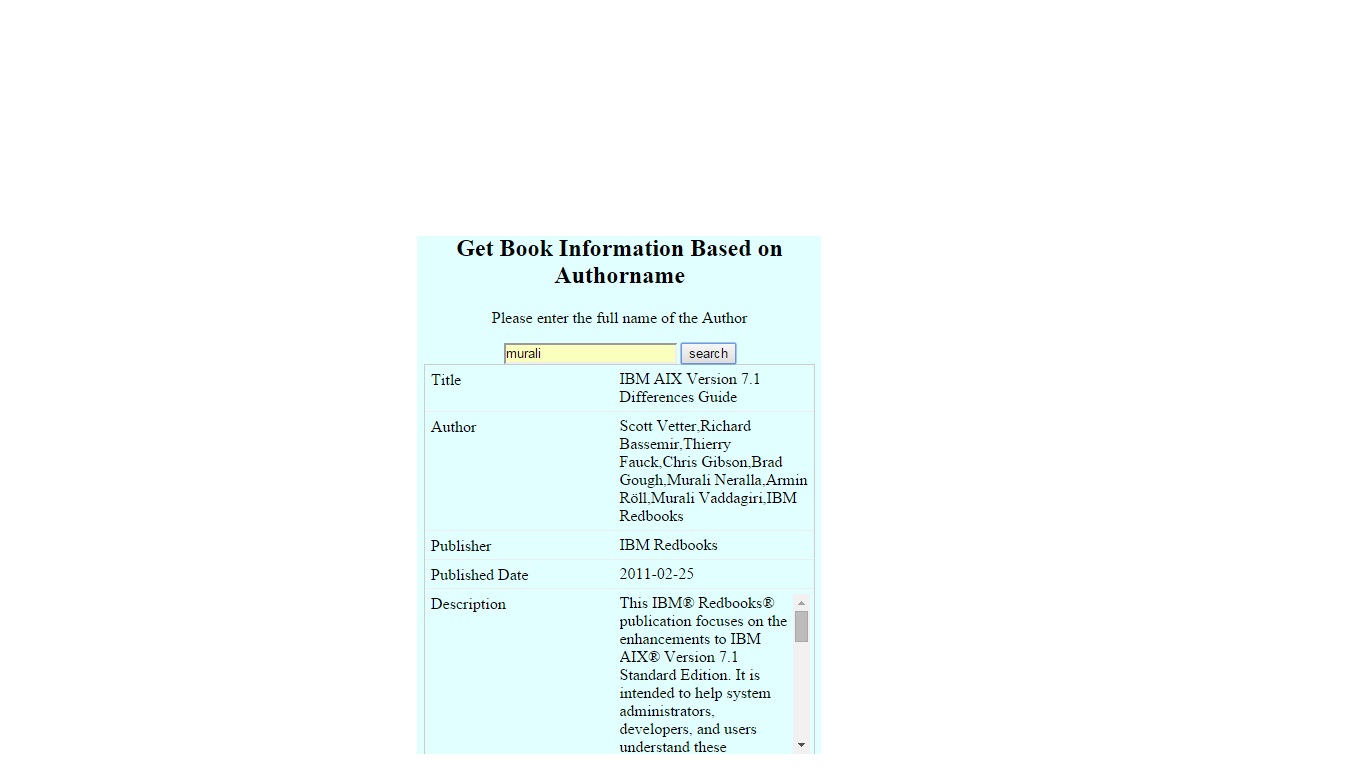 Get Book Information Based on
Authorname
Please enter the full name of the Author
murali search
Title IBM AIX Version 7.1
Differences Guide
Author Scott Vetter,Richard
Bassemir,Thierry
Fauck,Chris Gibson,Brad
Gough,Murali Neralla,Armin
Röll,Murali Vaddagiri,IBM
Redbooks
Publisher IBM Redbooks
Published Date 2011-02-25
Description This IBM® Redbooks®
publication focuses on the
enhancements to IBM
AIX® Version 7.1
Standard Edition. It is
intended to help system
administrators,
developers, and users
understand these